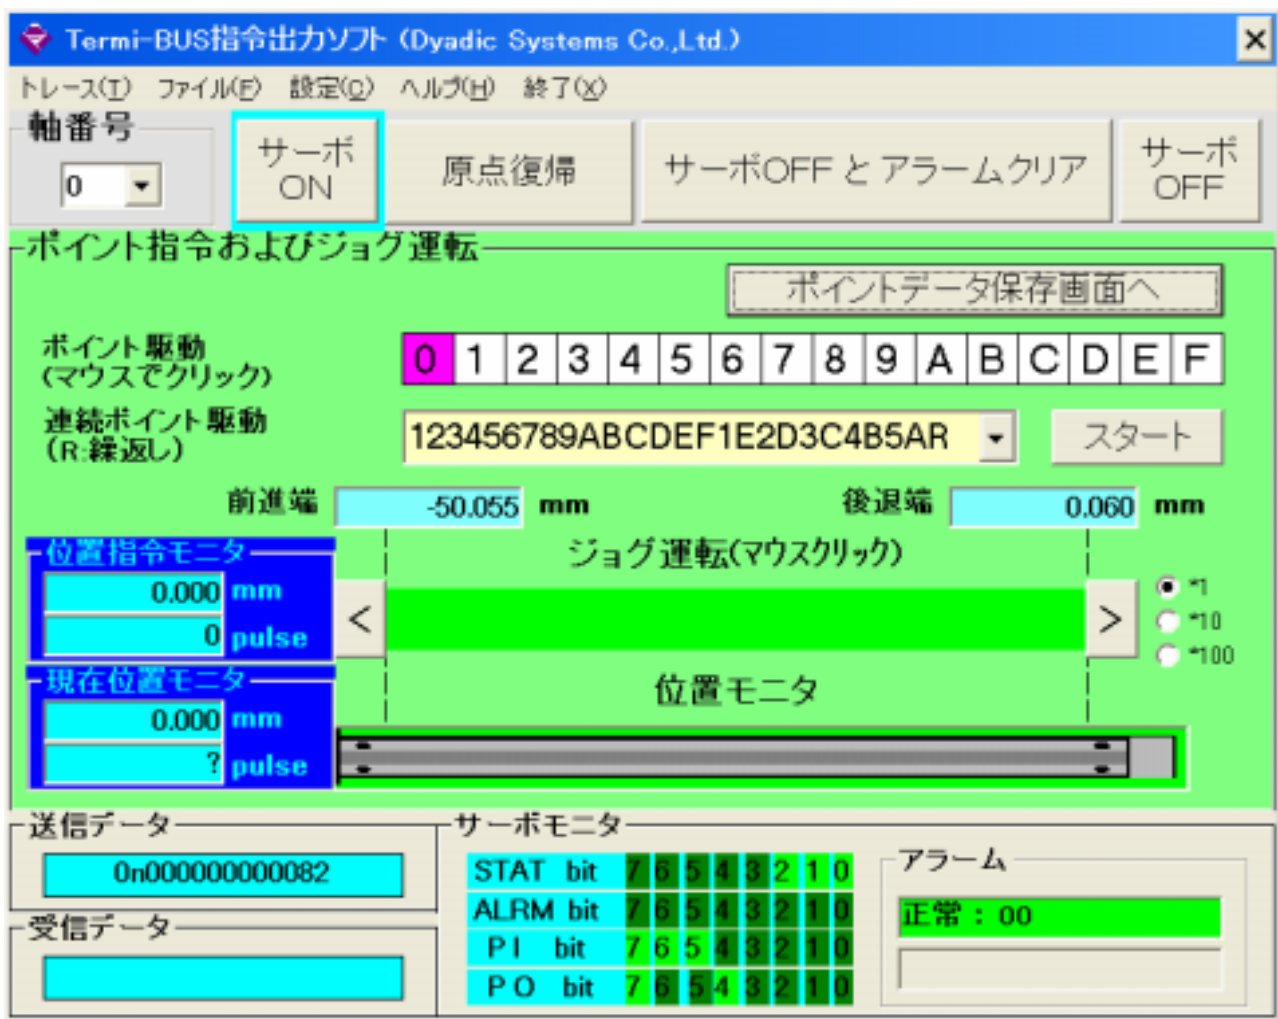 Termi-BUS指令出力ソフト (Dyadic Systems Co.,Ltd.)
トレース(T) ファイル(F) 設定(O) ヘルプ(H) 終了(X)
軸番号
0
サーボ
ON
原点復帰
サーボOFF と アラームクリア
サーボ
OFF
ポイント指令およびジョグ運転
ポイントデータ保存画面へ
ポイント駆動
(マウスでクリック)
0 1 2 3 4 5 6 7 8 9 A B C D E F
連続ポイント駆動
(R:繰返し)
123456789ABCDEF1E2D3C4B5AR
スタート
前進端 -50.055 mm
後退端 0.060 mm
位置指令モニタ
0.000 mm
0 pulse
ジョグ運転(マウスクリック)
<
>
*1
*10
*100
現在位置モニタ
0.000 mm
? pulse
位置モニタ
送信データ
0n000000000082
受信データ
サーボモニタ
STAT bit 7 6 5 4 3 2 1 0
ALRM bit 7 6 5 4 3 2 1 0
PI bit 7 6 5 4 3 2 1 0
PO bit 7 6 5 4 3 2 1 0
アラーム
正常：00